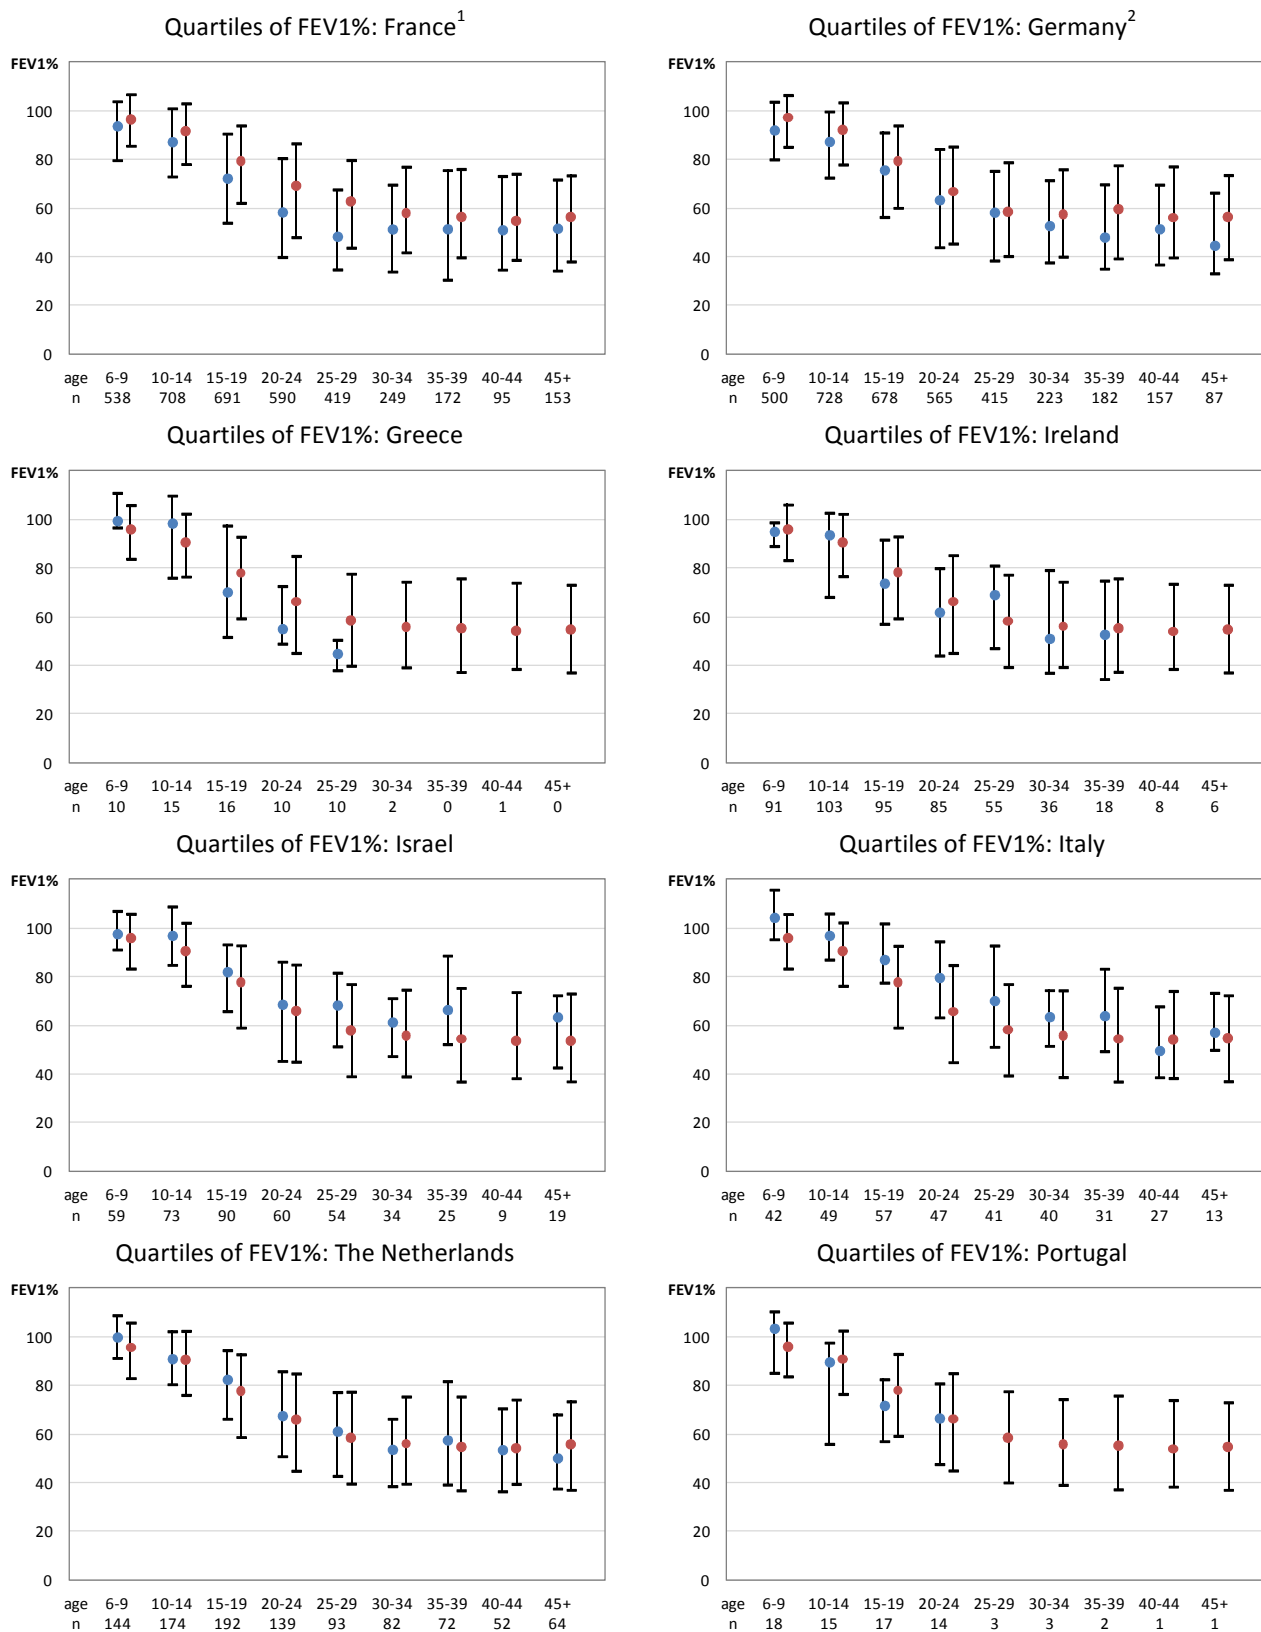 Quartiles of FEV1%: France1
FEV1%
100
80
60
40
20
0
age 6-9 10-14 15-19 20-24 25-29 30-34 35-39 40-44 45+
n 538 708 691 590 419 249 172 95 153
Quartiles of FEV1%: Germany2
FEV1%
100
80
60
40
20
0
age 6-9 10-14 15-19 20-24 25-29 30-34 35-39 40-44 45+
n 500 728 678 565 415 223 182 157 87
Quartiles of FEV1%: Greece
FEV1%
100
80
60
40
20
0
age 6-9 10-14 15-19 20-24 25-29 30-34 35-39 40-44 45+
n 10 15 16 10 10 2 0 1 0
Quartiles of FEV1%: Ireland
FEV1%
100
80
60
40
20
0
age 6-9 10-14 15-19 20-24 25-29 30-34 35-39 40-44 45+
n 91 103 95 85 55 36 18 8 6
Quartiles of FEV1%: Israel
FEV1%
100
80
60
40
20
0
age 6-9 10-14 15-19 20-24 25-29 30-34 35-39 40-44 45+
n 59 73 90 60 54 34 25 9 19
Quartiles of FEV1%: Italy
FEV1%
100
80
60
40
20
0
age 6-9 10-14 15-19 20-24 25-29 30-34 35-39 40-44 45+
n 42 49 57 47 41 40 31 27 13
Quartiles of FEV1%: The Netherlands
FEV1%
100
80
60
40
20
0
age 6-9 10-14 15-19 20-24 25-29 30-34 35-39 40-44 45+
n 144 174 192 139 93 82 72 52 64
Quartiles of FEV1%: Portugal
FEV1%
100
80
60
40
20
0
age 6-9 10-14 15-19 20-24 25-29 30-34 35-39 40-44 45+
n 18 15 17 14 3 3 2 1 1